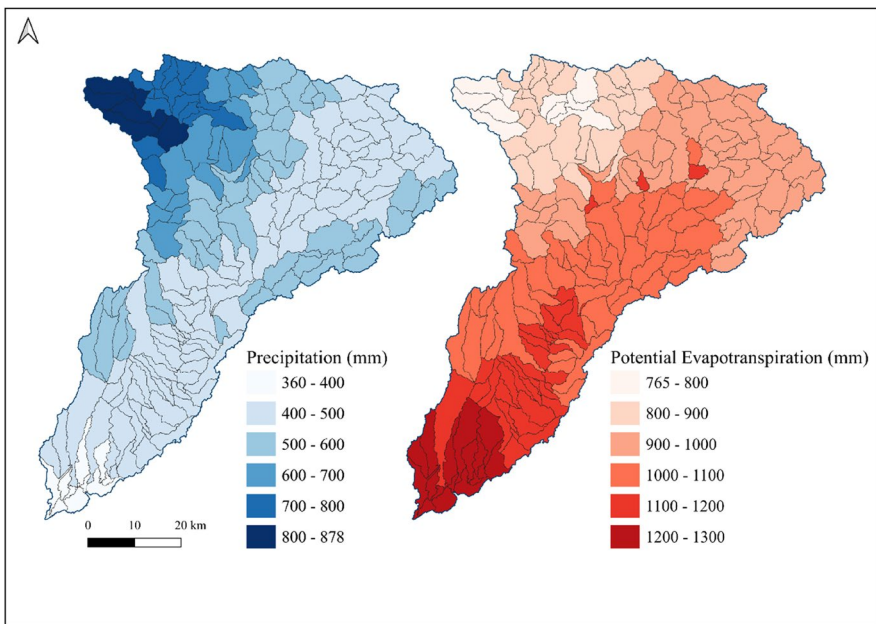 Precipitation (mm)
360 - 400
400 - 500
500 - 600
600 - 700
700 - 800
800 - 878
0 10 20 km
Potential Evapotranspiration (mm)
765 - 800
800 - 900
900 - 1000
1000 - 1100
1100 - 1200
1200 - 1300